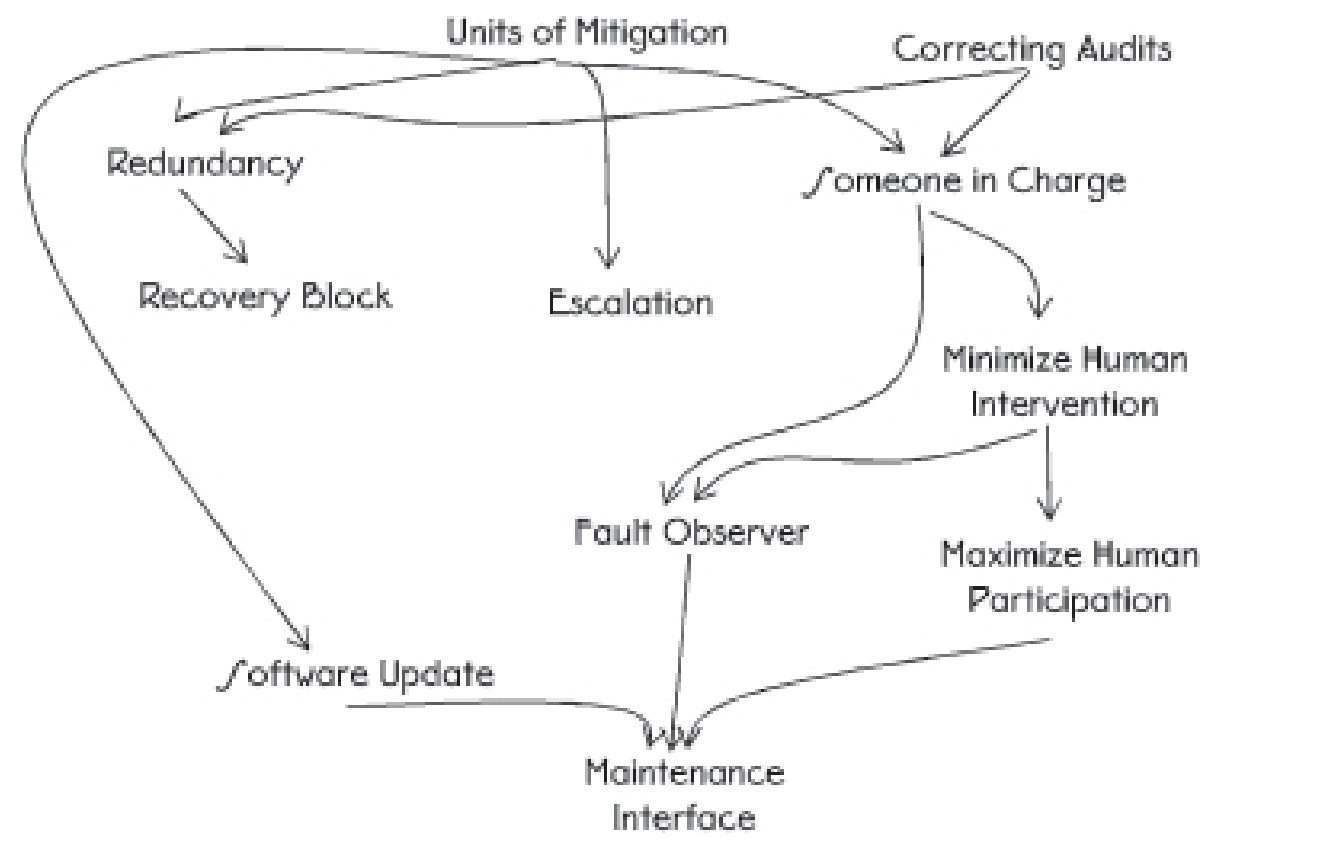 Units of Mitigation
Correcting Audits
Redundancy
Someone in Charge
Recovery Block
Escalation
Minimize Human
Intervention
Fault Observer
Maximize Human
Participation
Software Update
Maintenance
Interface